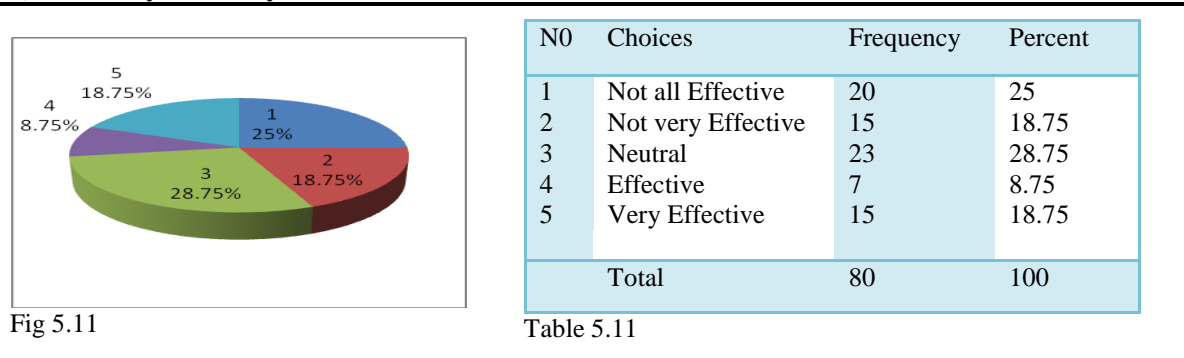 5
18.75%
4
8.75%
1
25%
2
18.75%
3
28.75%
Fig 5.11
N0 Choices Frequency Percent
1 Not all Effective 20 25
2 Not very Effective 15 18.75
3 Neutral 23 28.75
4 Effective 7 8.75
5 Very Effective 15 18.75
Total 80 100
Table 5.11